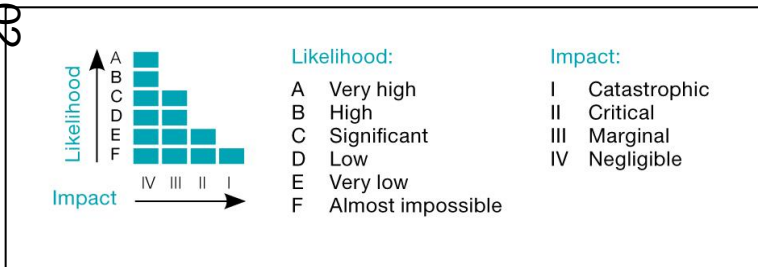 Likelihood
A
B
C
D
E
F
IV III II I
Impact
Likelihood:
A Very high
B High
C Significant
D Low
E Very low
F Almost impossible
Impact:
I Catastrophic
II Critical
III Marginal
IV Negligible